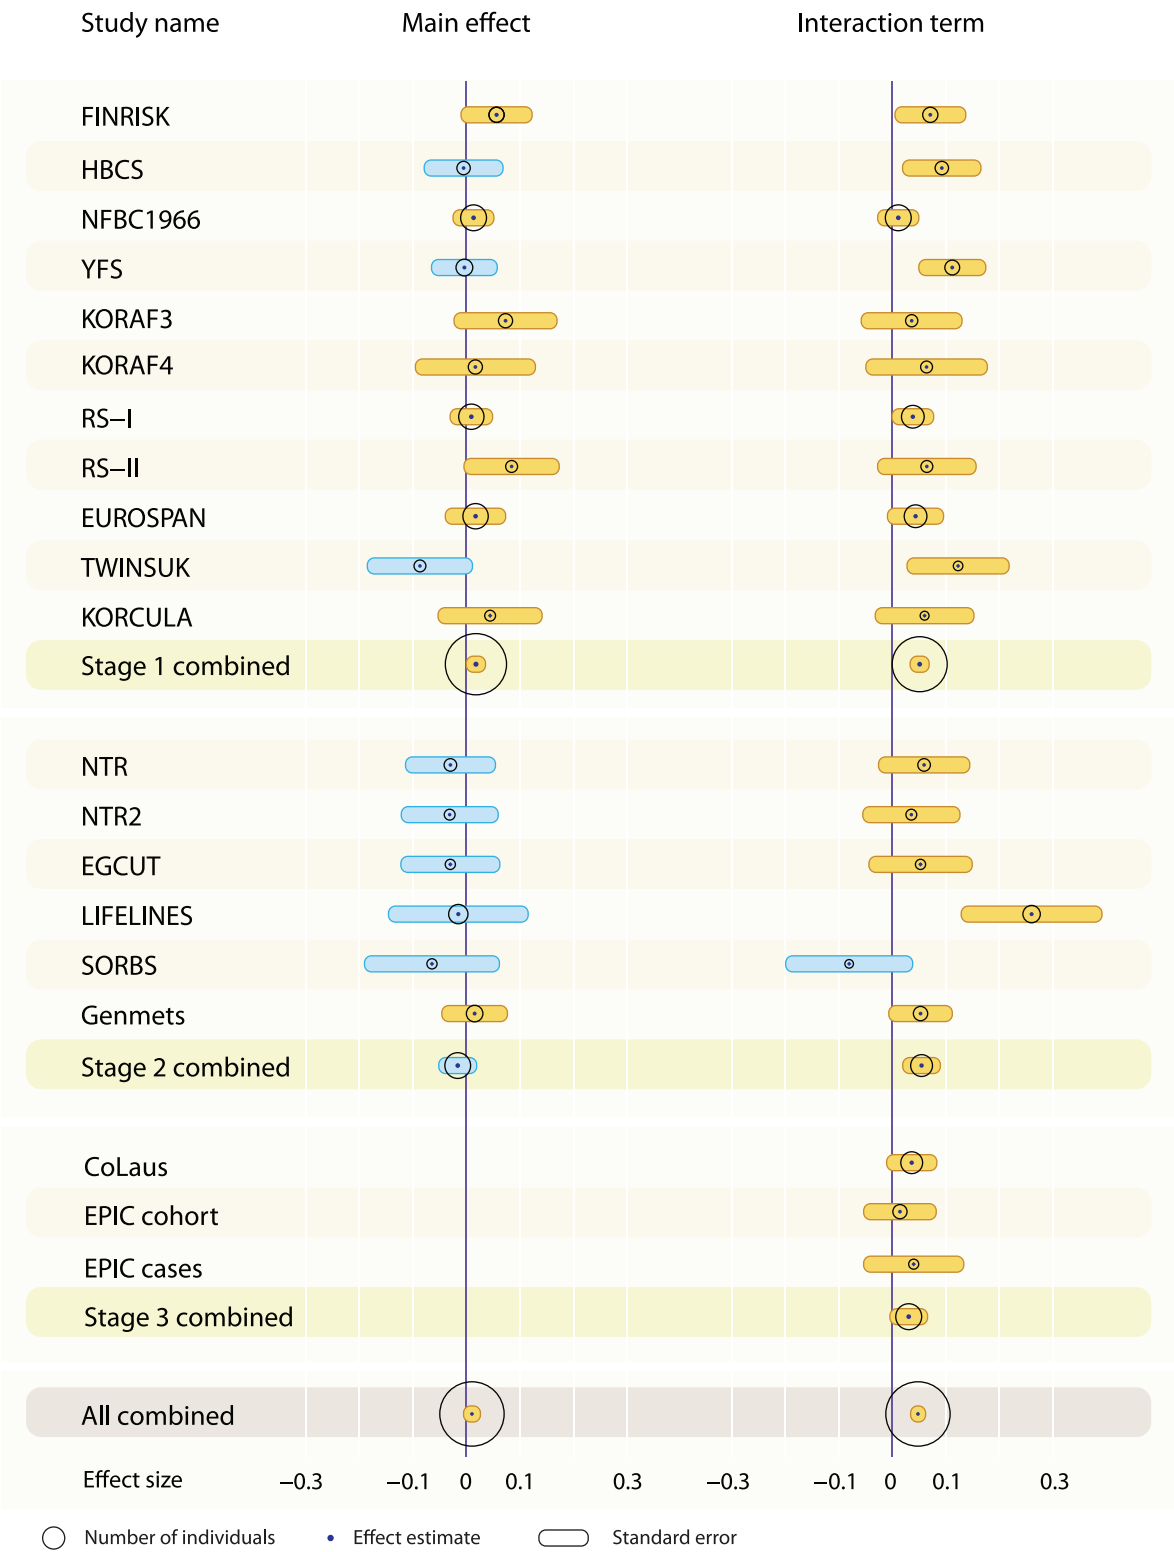 Study name Main effect Interaction term
FINRISK
HBCS
NFBC1966
YFS
KORAF3
KORAF4
RS–I
RS–II
EUROSPAN
TWINSUK
KORCULA
Stage 1 combined
NTR
NTR2
EGCUT
LIFELINES
SORBS
Genmets
Stage 2 combined
CoLaus
EPIC cohort
EPIC cases
Stage 3 combined
All combined
Effect size −0.3 −0.1 0 0.1 0.3 −0.3 −0.1 0 0.1 0.3
Number of individuals Effect estimate Standard error